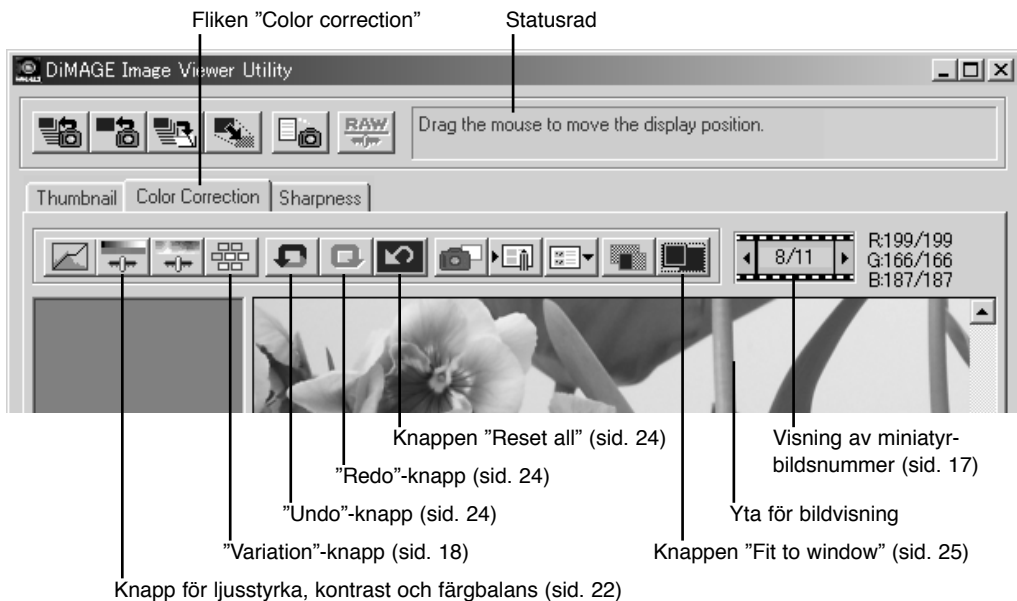 Fliken ”Color correction”
Statusrad
DiMAGE Image Viewer Utility
RAW
Drag the mouse to move the display position.
Thumbnail
Color Correction
Sharpness
8/11
R:199/199
G:166/166
B:187/187
Knappen ”Reset all” (sid. 24)
Visning av miniatyr-
bildsnummer (sid. 17)
”Redo”-knapp (sid. 24)
”Undo”-knapp (sid. 24)
Yta för bildvisning
”Variation”-knapp (sid. 18)
Knappen ”Fit to window” (sid. 25)
Knapp för ljusstyrka, kontrast och färgbalans (sid. 22)